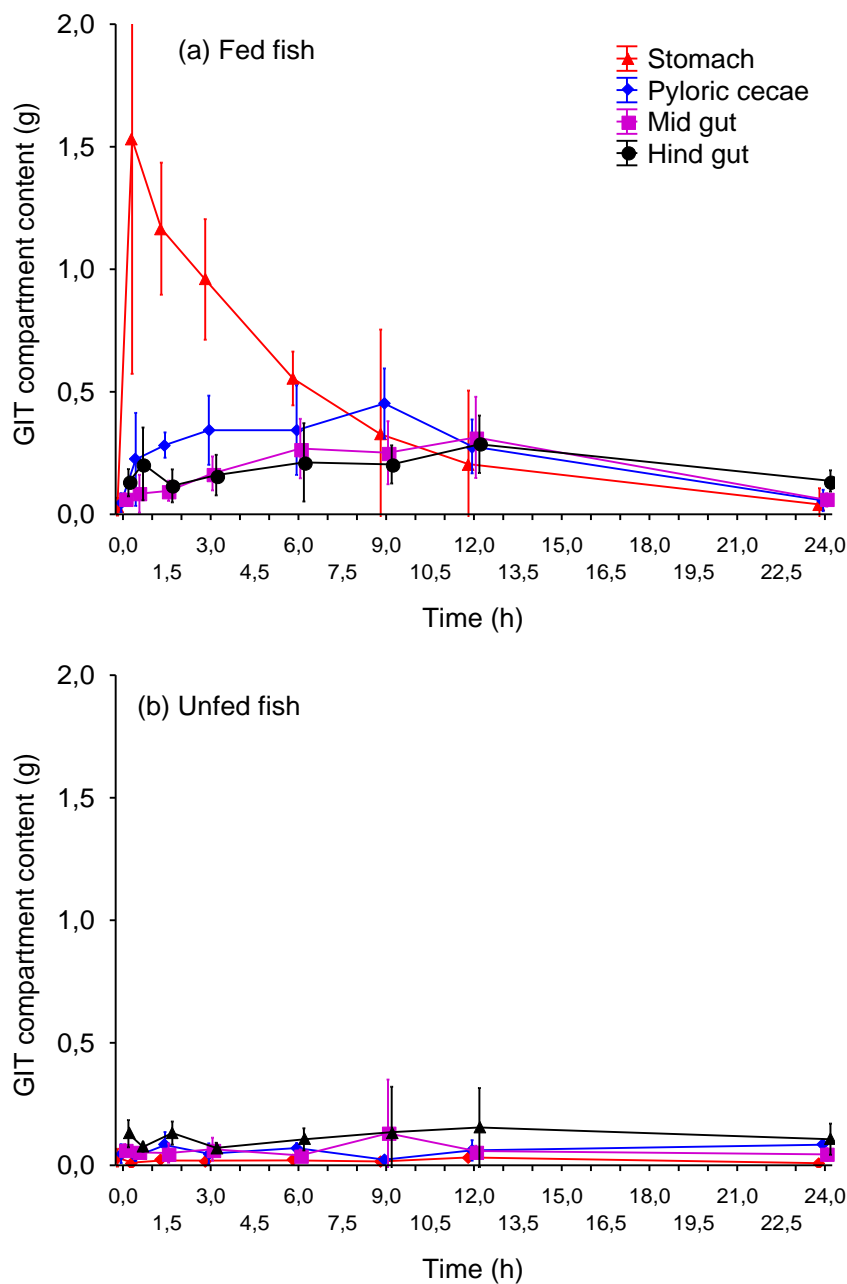 2,0
(a) Fed fish
Stomach
Pyloric cecae
Mid gut
Hind gut
1,5
1,0
0,5
0,0
GIT compartment content (g)
0,0 3,0 6,0 9,0 12,0 15,0 18,0 21,0 24,0
1,5 4,5 7,5 10,5 13,5 16,5 19,5 22,5
Time (h)
2,0
(b) Unfed fish
1,5
1,0
0,5
0,0
GIT compartment content (g)
0,0 3,0 6,0 9,0 12,0 15,0 18,0 21,0 24,0
1,5 4,5 7,5 10,5 13,5 16,5 19,5 22,5
Time (h)